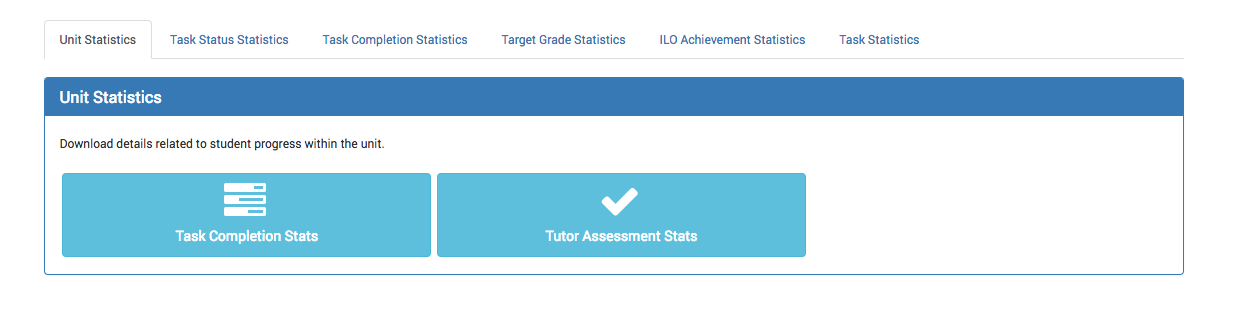 Unit Statistics Task Status Statistics Task Completion Statistics Target Grade Statistics ILO Achievement Statistics Task Statistics
Unit Statistics
Download details related to student progress within the unit.
Task Completion Stats Tutor Assessment Stats